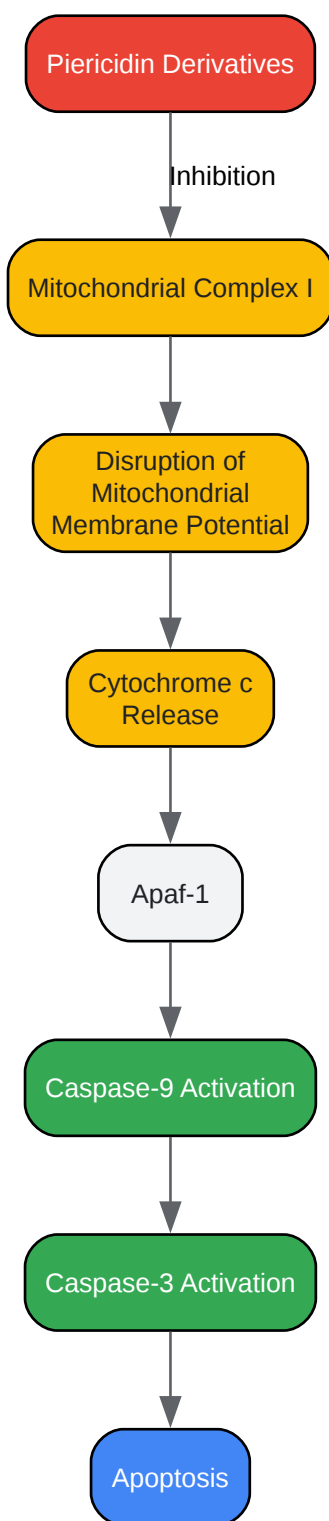 Piericidin Derivatives
Inhibition
Mitochondrial Complex I
Disruption of
Mitochondrial
Membrane Potential
Cytochrome c
Release
Apaf-1
Caspase-9 Activation
Caspase-3 Activation
Apoptosis